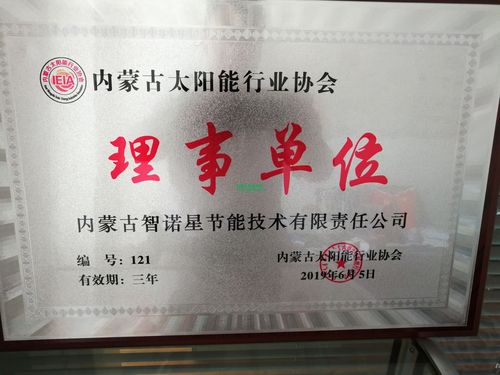 IEIA
内蒙古太阳能行业协会
理事单位
内蒙古智诺星节能技术有限责任公司
编 号：121
有效期：三年
内蒙古太阳能行业协会
2019年6月5日